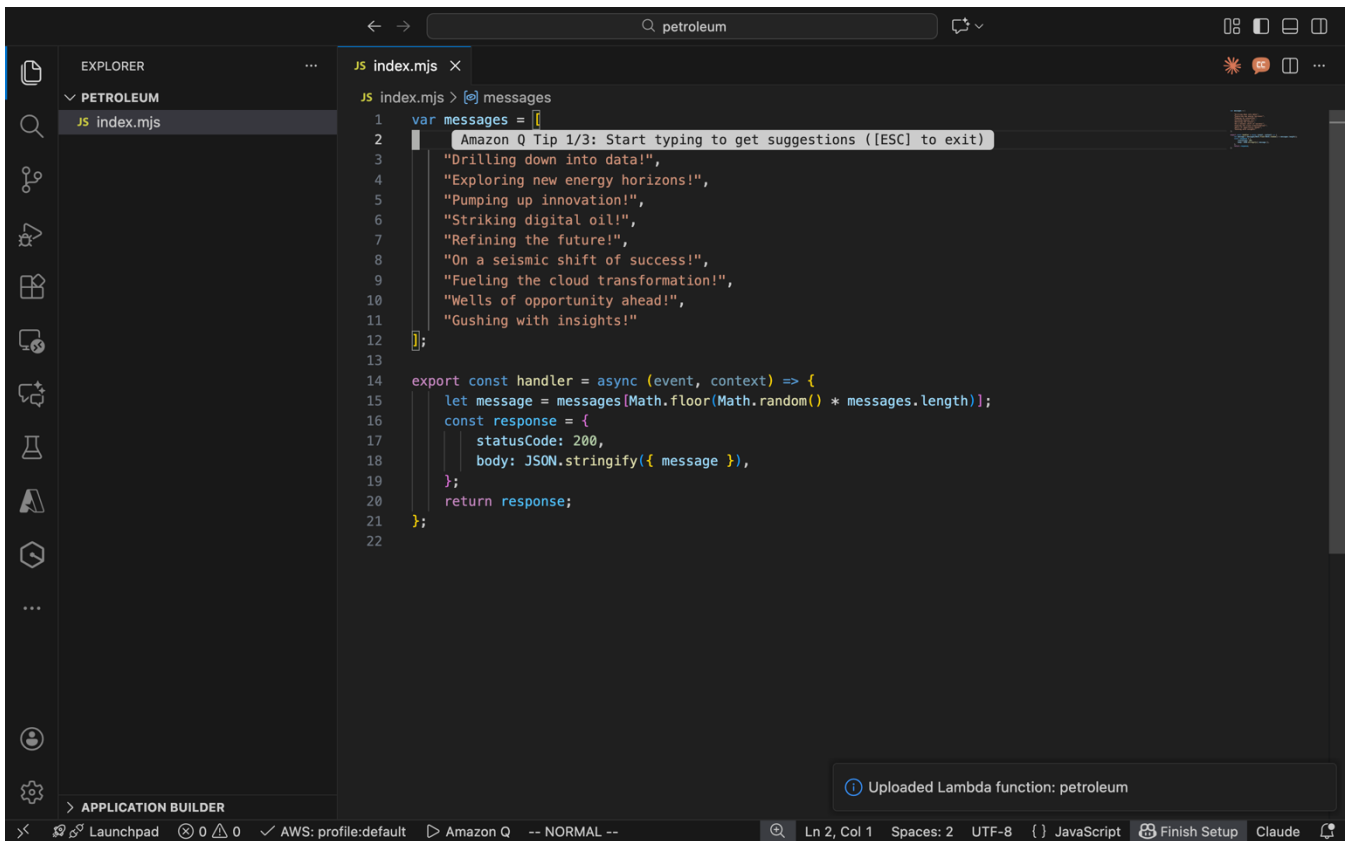 petroleum
EXPLORER
PETROLEUM
JS index.mjs
APPLICATION BUILDER
JS index.mjs
JS index.mjs > messages
1 var messages = [
2 Amazon Q Tip 1/3: Start typing to get suggestions ([ESC] to exit)
3 "Drilling down into data!",
4 "Exploring new energy horizons!",
5 "Pumping up innovation!",
6 "Striking digital oil!",
7 "Refining the future!",
8 "On a seismic shift of success!",
9 "Fueling the cloud transformation!",
10 "Wells of opportunity ahead!",
11 "Gushing with insights!"
12 ];
13
14 export const handler = async (event, context) => {
15 let message = messages[Math.floor(Math.random() * messages.length)];
16 const response = {
17 statusCode: 200,
18 body: JSON.stringify({ message }),
19 };
20 return response;
21 };
22
Uploaded Lambda function: petroleum
Launchpad 0 0 AWS: profile:default Amazon Q -- NORMAL -- Ln 2, Col 1 Spaces: 2 UTF-8 { } JavaScript Finish Setup Claude